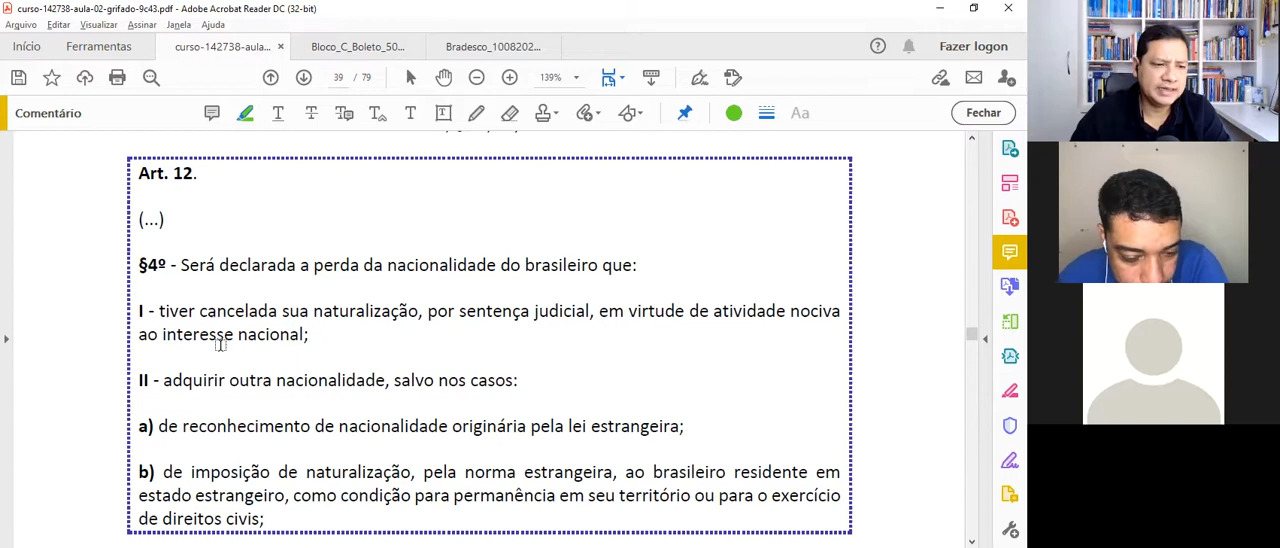 curso-142738-aula-02-grifado-9c43.pdf - Adobe Acrobat Reader DC (32-bit)
Arquivo Editar Visualizar Assinar Janela Ajuda
Início Ferramentas curso-142738-aula... × Bloco_C_Boleto_50... Bradesco_1008202... Fazer logon
39 / 79 139%
Comentário Aa Fechar
Art. 12.
(...)
§4º - Será declarada a perda da nacionalidade do brasileiro que:
I - tiver cancelada sua naturalização, por sentença judicial, em virtude de atividade nociva
ao interesse nacional;
II - adquirir outra nacionalidade, salvo nos casos:
a) de reconhecimento de nacionalidade originária pela lei estrangeira;
b) de imposição de naturalização, pela norma estrangeira, ao brasileiro residente em
estado estrangeiro, como condição para permanência em seu território ou para o exercício
de direitos civis;